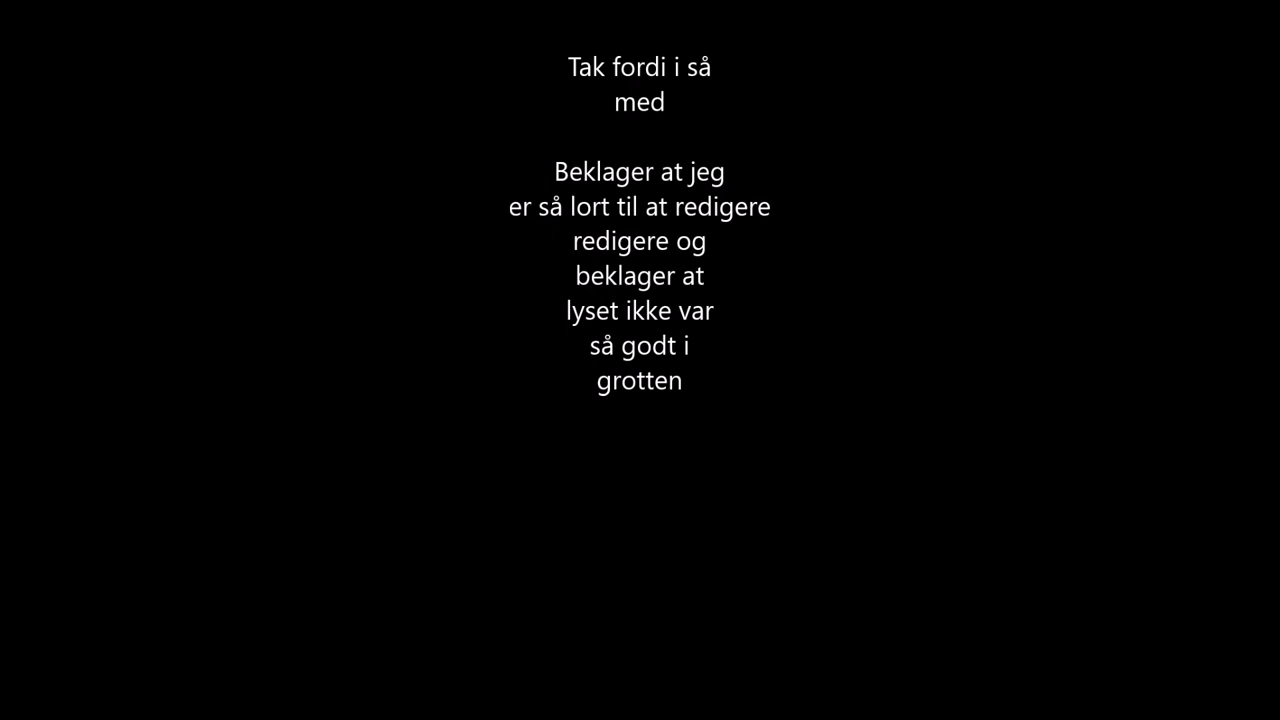 Tak fordi i så
med
Beklager at jeg
er så lort til at redigere
redigere og
beklager at
lyset ikke var
så godt i
grotten